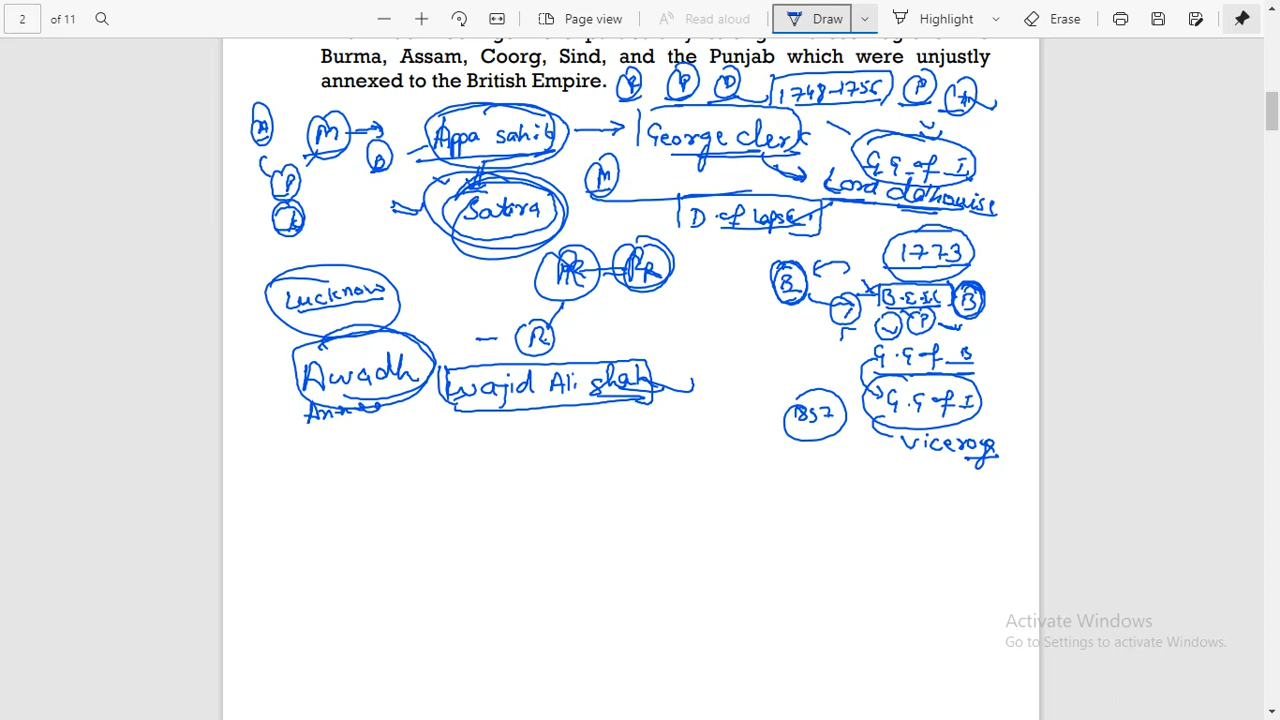 2 of 11 Page view Read aloud Draw Highlight Erase
Burma, Assam, Coorg, Sind, and the Punjab which were unjustly
annexed to the British Empire.
P D 1748-1756 P
A M B Appa sahib George clerk G.G of I
P M Lord dalhousie
Satara D. of lapse
1773
R PR B
Lucknow B.E.I.C B
P
R G.G of B
Awadh wajid Ali shah G.G of I
1857
viceroy
Activate Windows
Go to Settings to activate Windows.